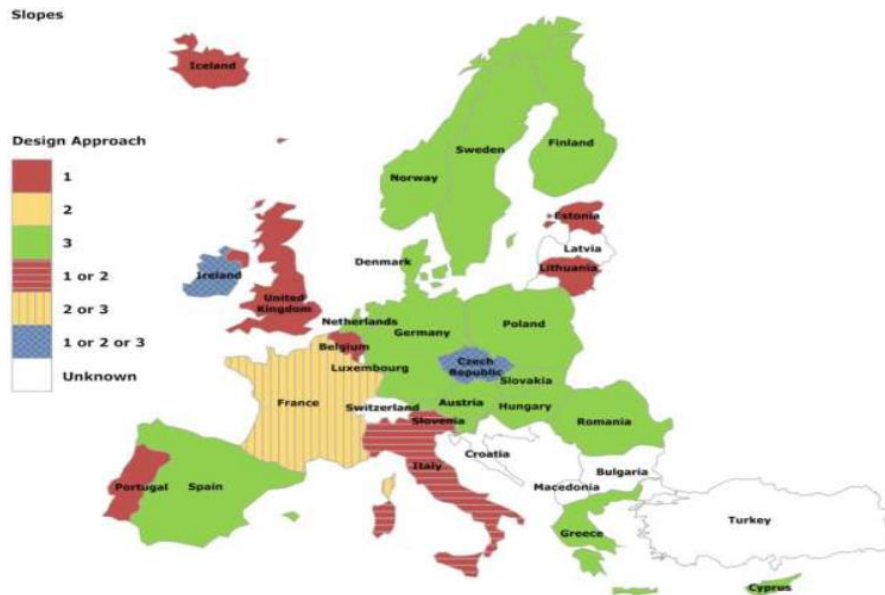 Slopes
Iceland
Design Approach
1
2
3
1 or 2
2 or 3
1 or 2 or 3
Unknown
Finland
Sweden
Norway
Estonia
Latvia
Lithuania
Denmark
Ireland
United
Kingdom
Netherlands
Germany
Poland
Belgium
Luxembourg
Czech
Republic
Slovakia
France
Switzerland
Austria
Hungary
Slovenia
Romania
Croatia
Italy
Bulgaria
Portugal
Spain
Macedonia
Turkey
Greece
Cyprus